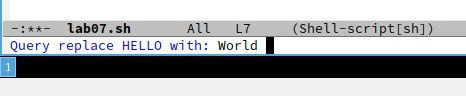 -:**-  lab07.sh       All   L7     (Shell-script[sh])
Query replace HELLO with: World
1